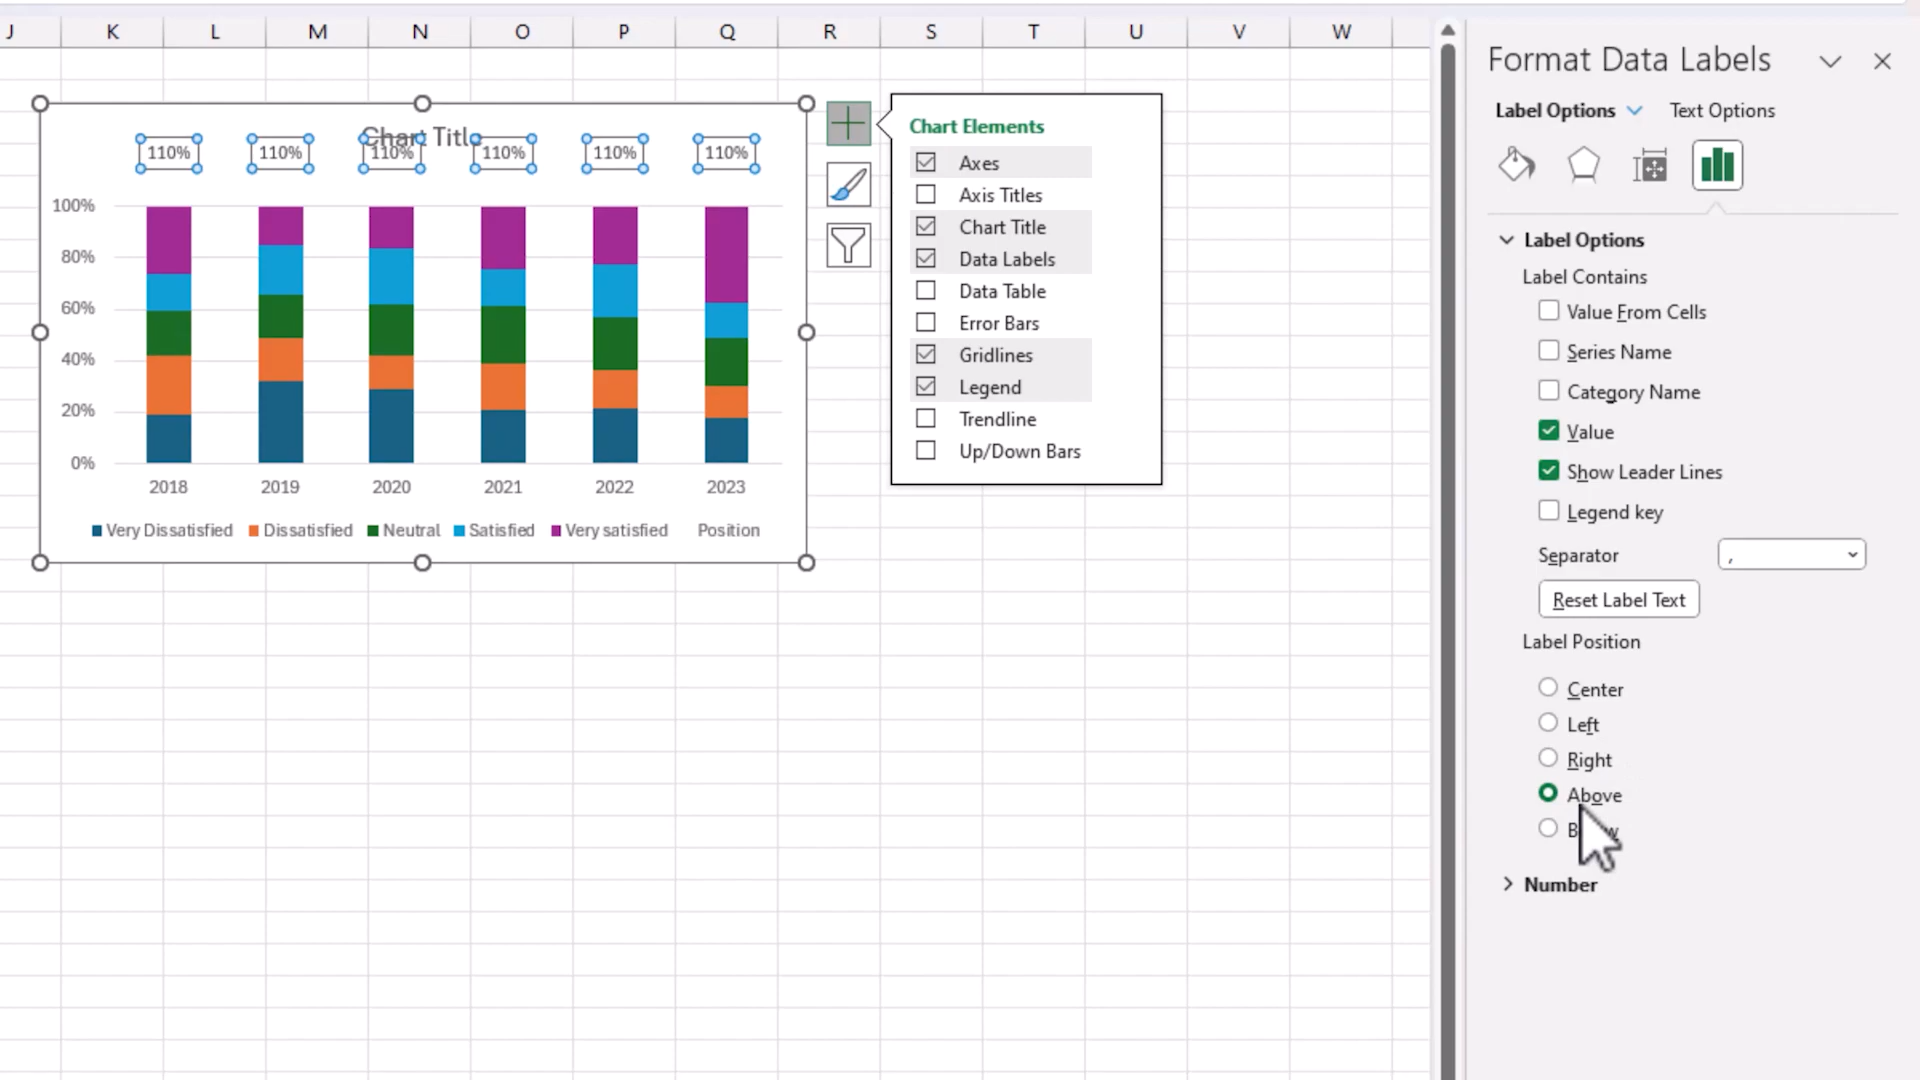 J K L M N O P Q R S T U V W
Chart Title
110% 110% 110% 110% 110% 110%
100%
80%
60%
40%
20%
0%
2018 2019 2020 2021 2022 2023
Very Dissatisfied Dissatisfied Neutral Satisfied Very satisfied Position
Chart Elements
Axes
Axis Titles
Chart Title
Data Labels
Data Table
Error Bars
Gridlines
Legend
Trendline
Up/Down Bars
Format Data Labels
Label Options Text Options
Label Options
Label Contains
Value From Cells
Series Name
Category Name
Value
Show Leader Lines
Legend key
Separator ,
Reset Label Text
Label Position
Center
Left
Right
Above
Number